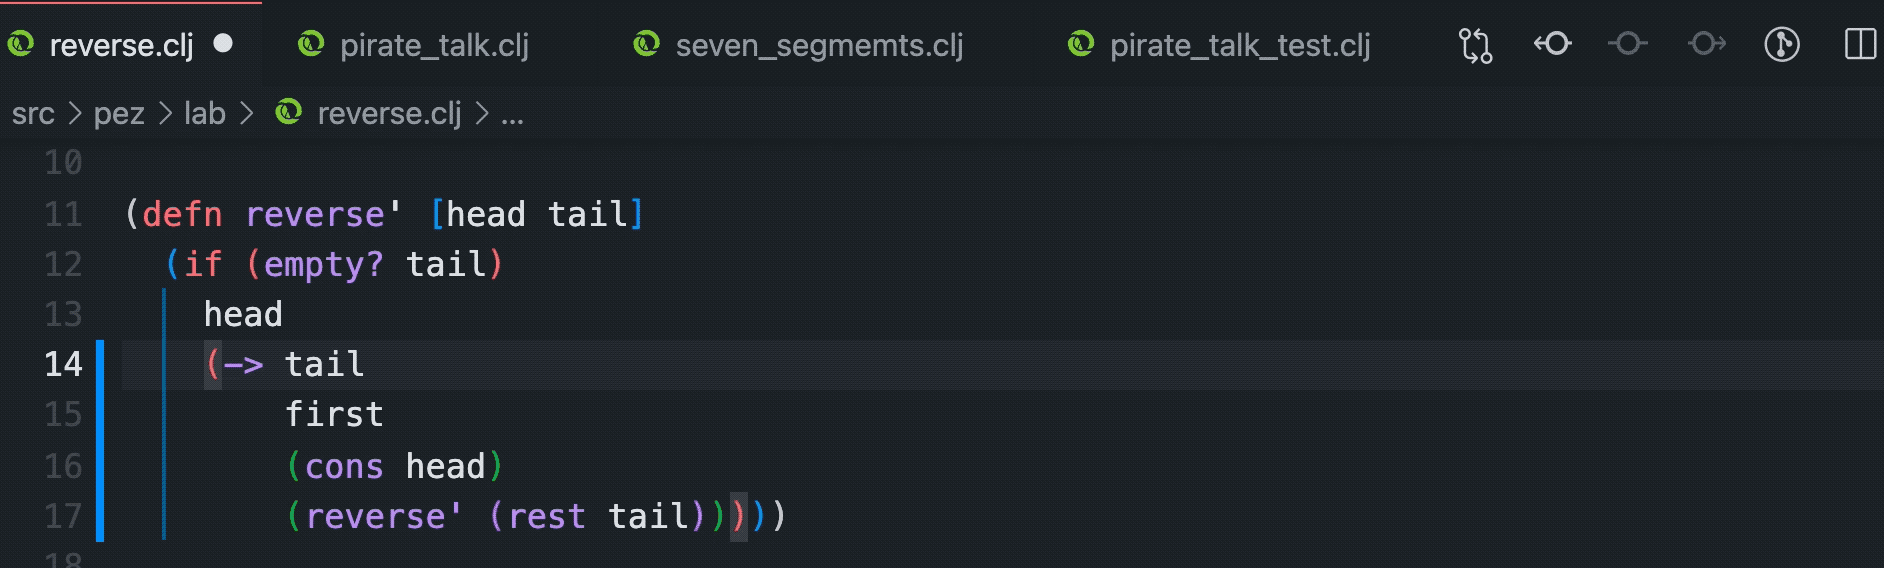 reverse.clj pirate_talk.clj seven_segmemts.clj pirate_talk_test.clj
src > pez > lab > reverse.clj > ...
10
11 (defn reverse' [head tail]
12 (if (empty? tail)
13 head
14 (-> tail
15 first
16 (cons head)
17 (reverse' (rest tail)))))
18